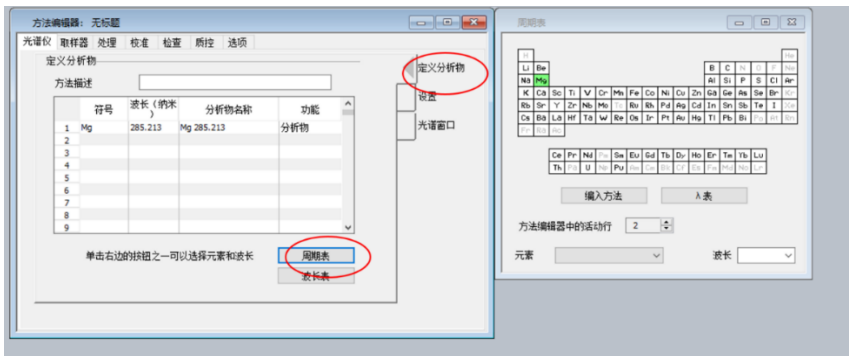 方法编辑器: 无标题
光谱仪 取样器 处理 校准 检查 质控 选项
定义分析物
方法描述
符号 波长（纳米） 分析物名称 功能
1 Mg 285.213 Mg 285.213 分析物
2
3
4
5
6
7
8
9
单击右边的按钮之一可以选择元素和波长
周期表
波长表
定义分析物
设置
光谱窗口
周期表
H He
Li Be B C N O F Ne
Na Mg Al Si P S Cl Ar
K Ca Sc Ti V Cr Mn Fe Co Ni Cu Zn Ga Ge As Se Br Kr
Rb Sr Y Zr Nb Mo Tc Ru Rh Pd Ag Cd In Sn Sb Te I Xe
Cs Ba La Hf Ta W Re Os Ir Pt Au Hg Tl Pb Bi Po At Rn
Fr Ra Ac
Ce Pr Nd Pm Sm Eu Gd Tb Dy Ho Er Tm Yb Lu
Th Pa U Np Pu Am Cm Bk Cf Es Fm Md No Lr
编入方法 λ 表
方法编辑器中的活动行 2
元素 波长